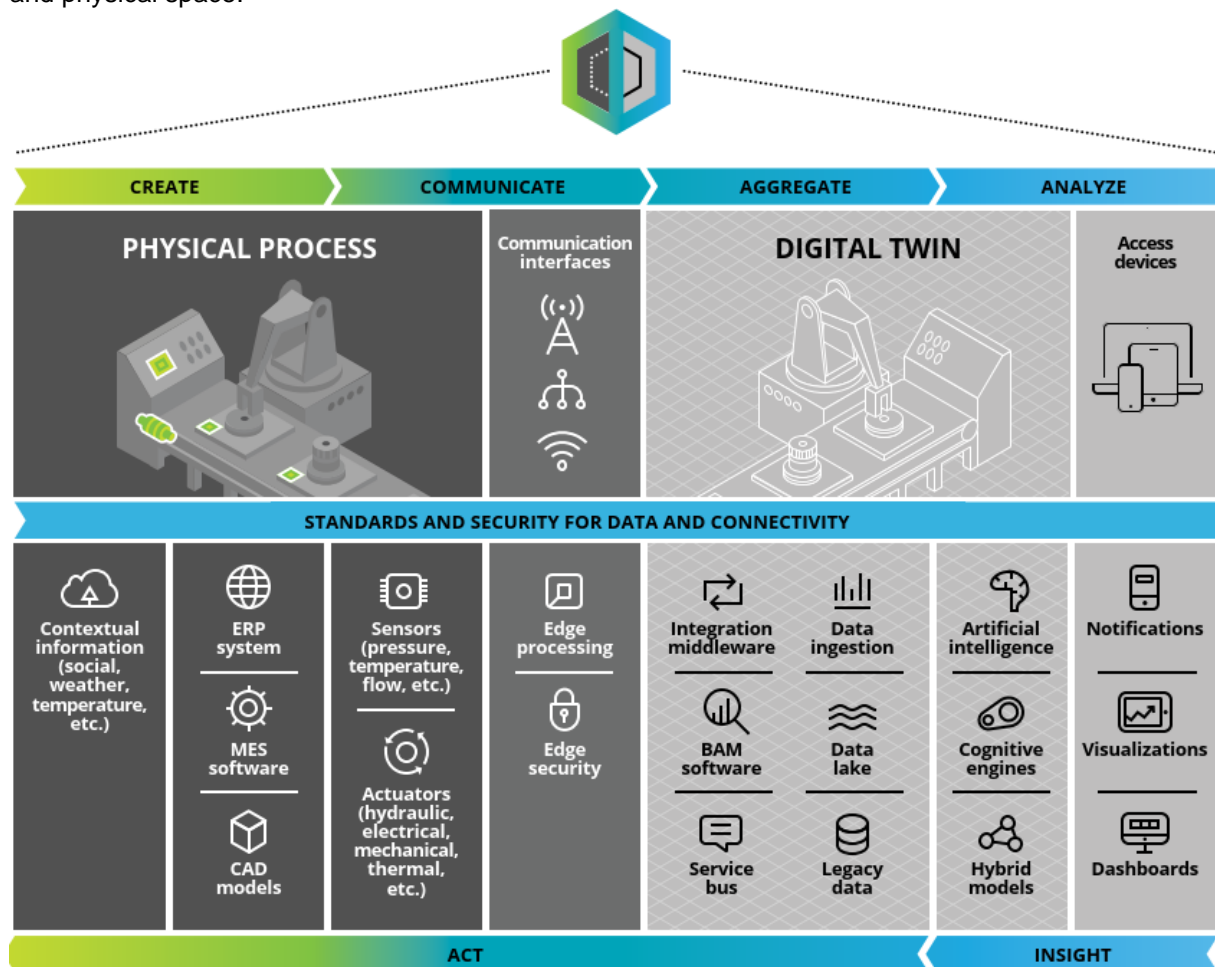 and physical space.
CREATE
COMMUNICATE
AGGREGATE
ANALYZE
PHYSICAL PROCESS
Communication
interfaces
DIGITAL TWIN
Access
devices
STANDARDS AND SECURITY FOR DATA AND CONNECTIVITY
Contextual
information
(social,
weather,
temperature,
etc.)
ERP
system
MES
software
CAD
models
Sensors
(pressure,
temperature,
flow, etc.)
Actuators
(hydraulic,
electrical,
mechanical,
thermal,
etc.)
Edge
processing
Edge
security
Integration
middleware
BAM
software
Service
bus
Data
ingestion
Data
lake
Legacy
data
Artificial
intelligence
Cognitive
engines
Hybrid
models
Notifications
Visualizations
Dashboards
ACT
INSIGHT